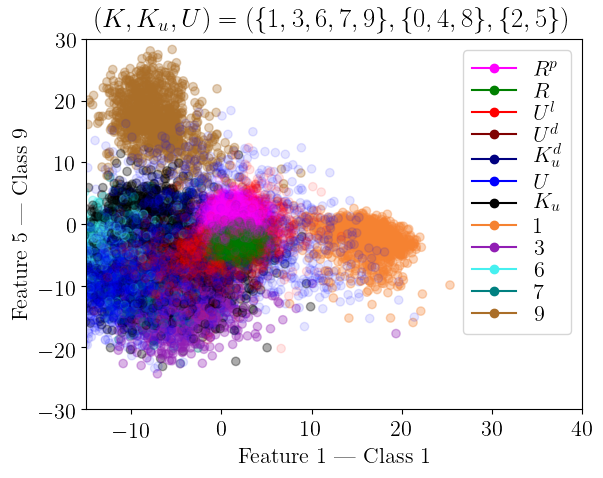 (K, K_u, U) = ({1, 3, 6, 7, 9}, {0, 4, 8}, {2, 5})
30
20
10
0
−10
−20
−30
Feature 5 — Class 9
R^p
R
U^l
U^d
K_u^d
U
K_u
1
3
6
7
9
−10
0
10
20
30
40
Feature 1 — Class 1